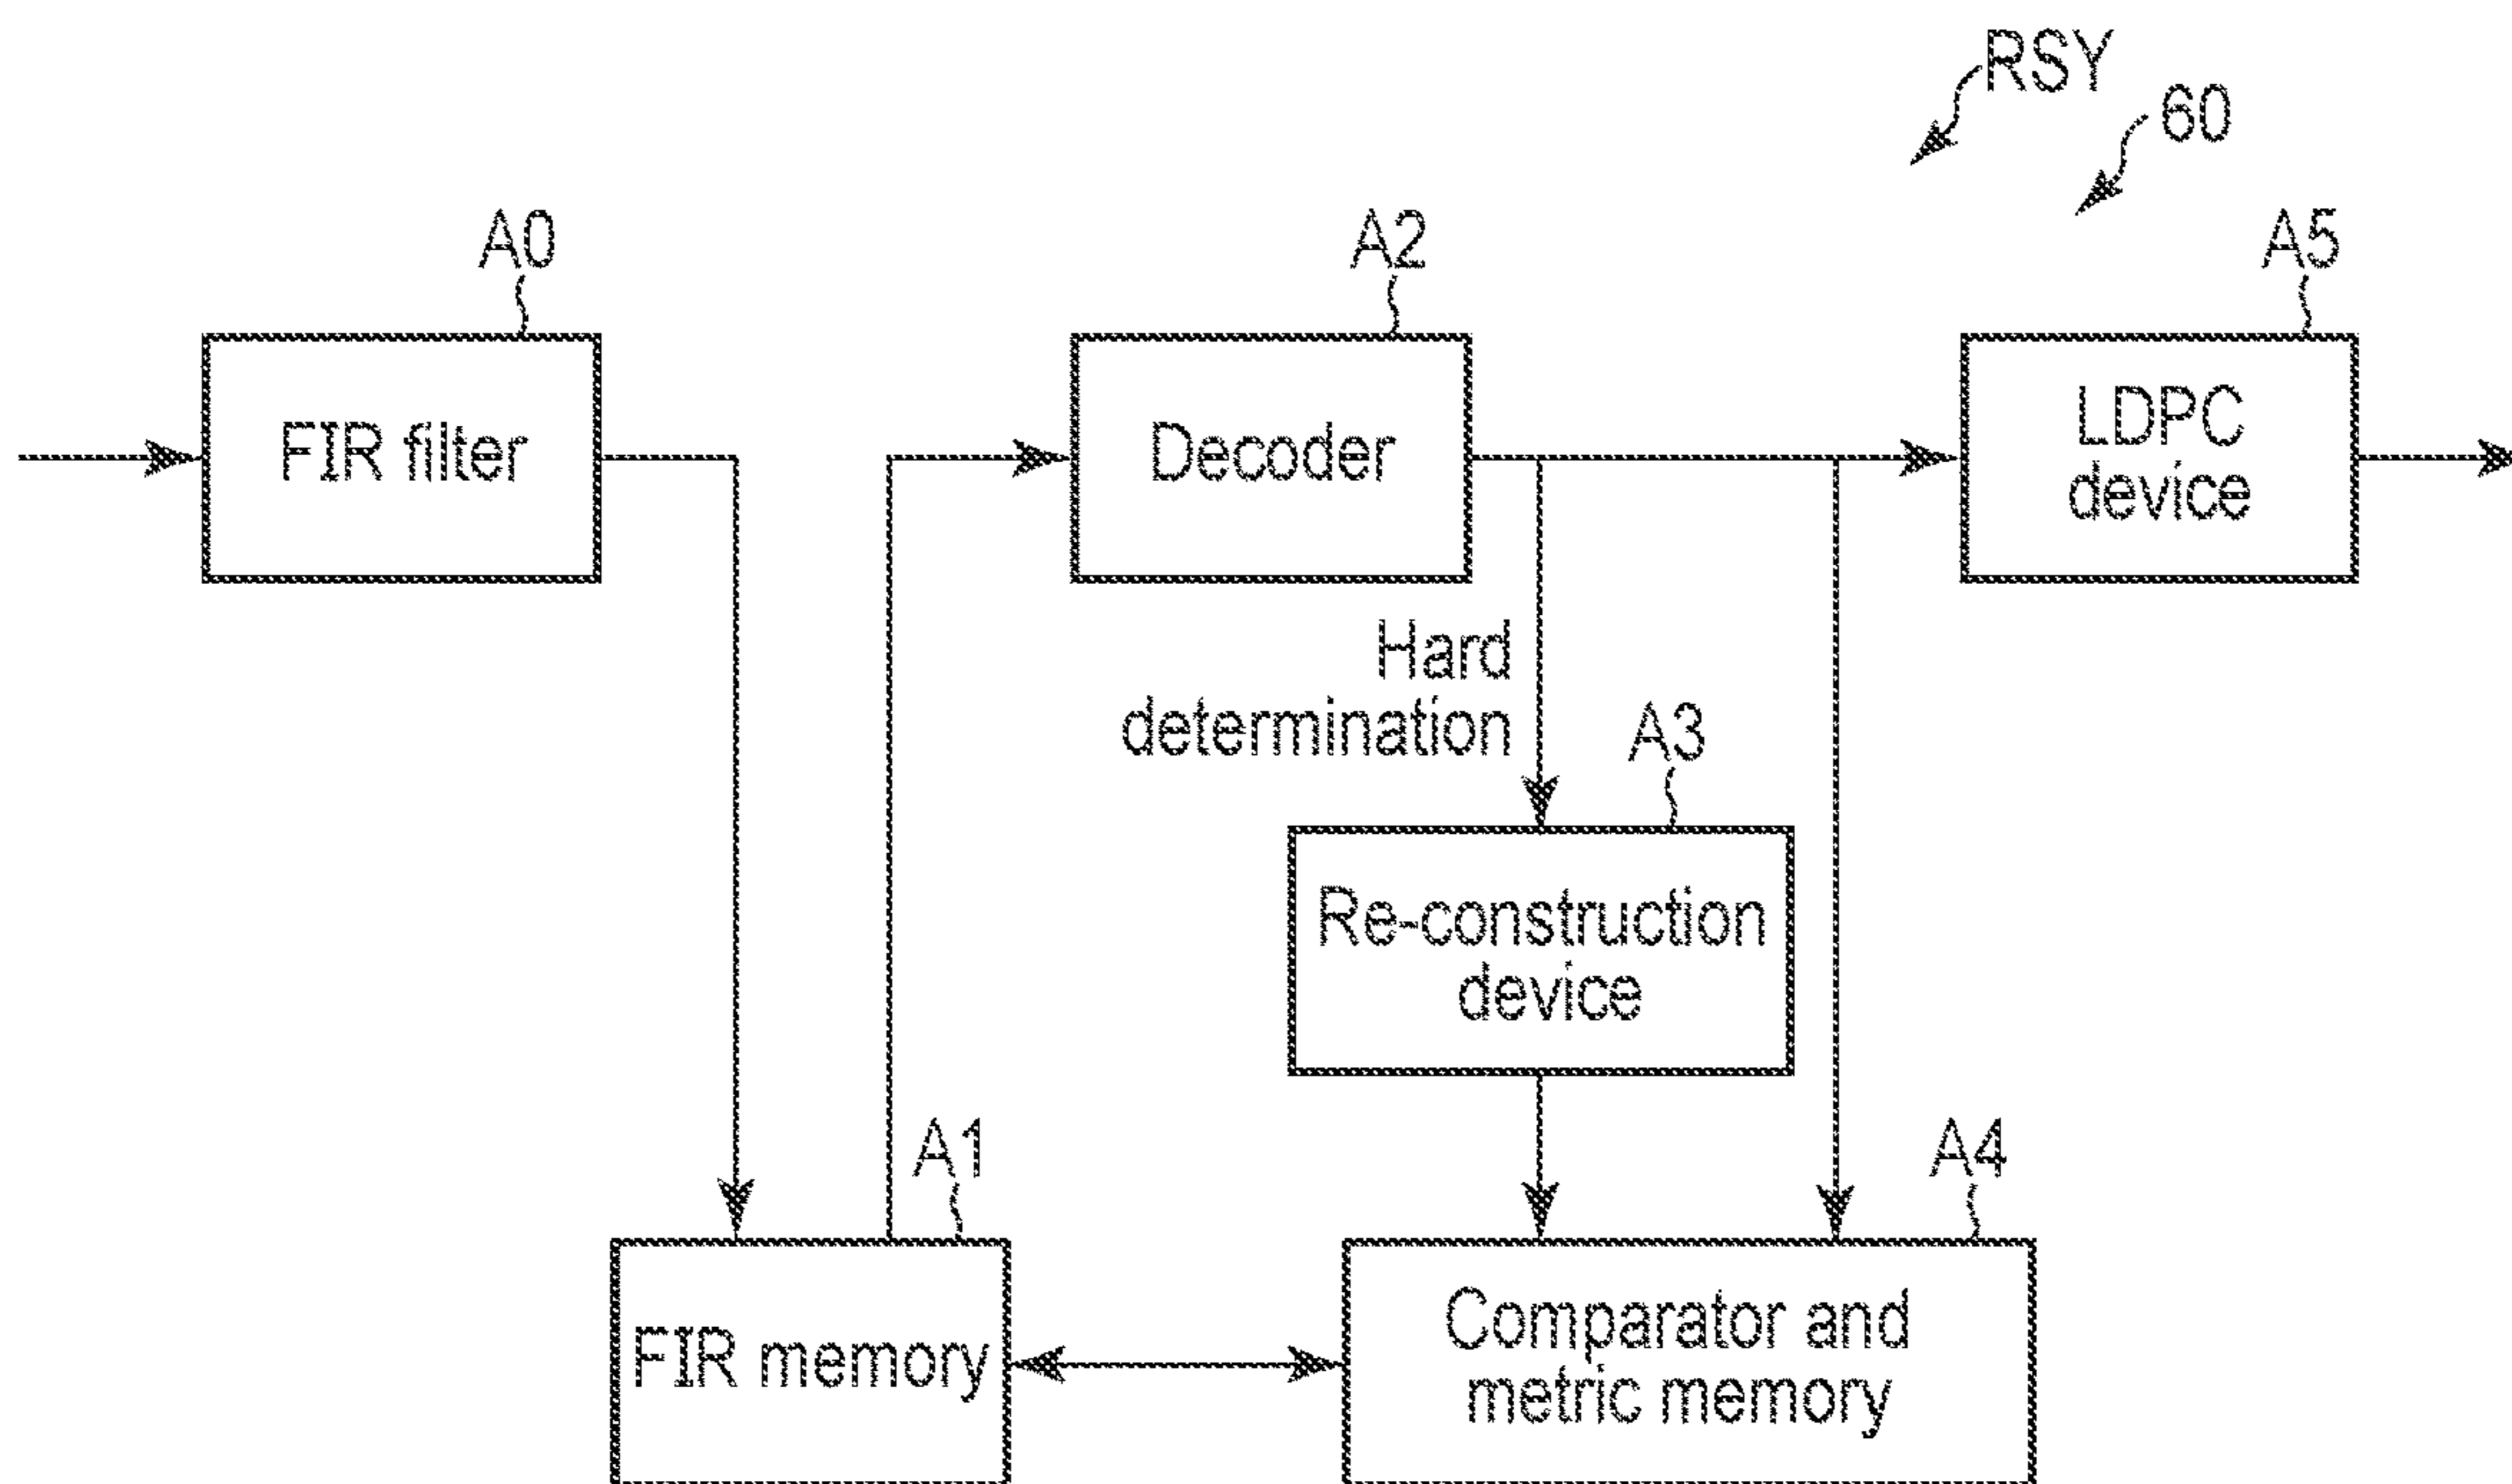 RSY
60
A0
A2
A5
FIR filter
Decoder
LDPC
device
Hard
determination
A3
Re-construction
device
A1
A4
FIR memory
Comparator and
metric memory